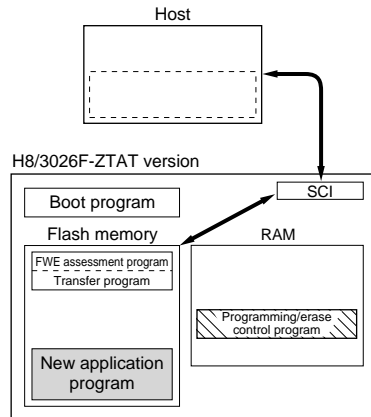 Host
H8/3026F-ZTAT version
SCI
Boot program
Flash memory
RAM
FWE assessment program
Transfer program
Programming/erase
control program
New application
program